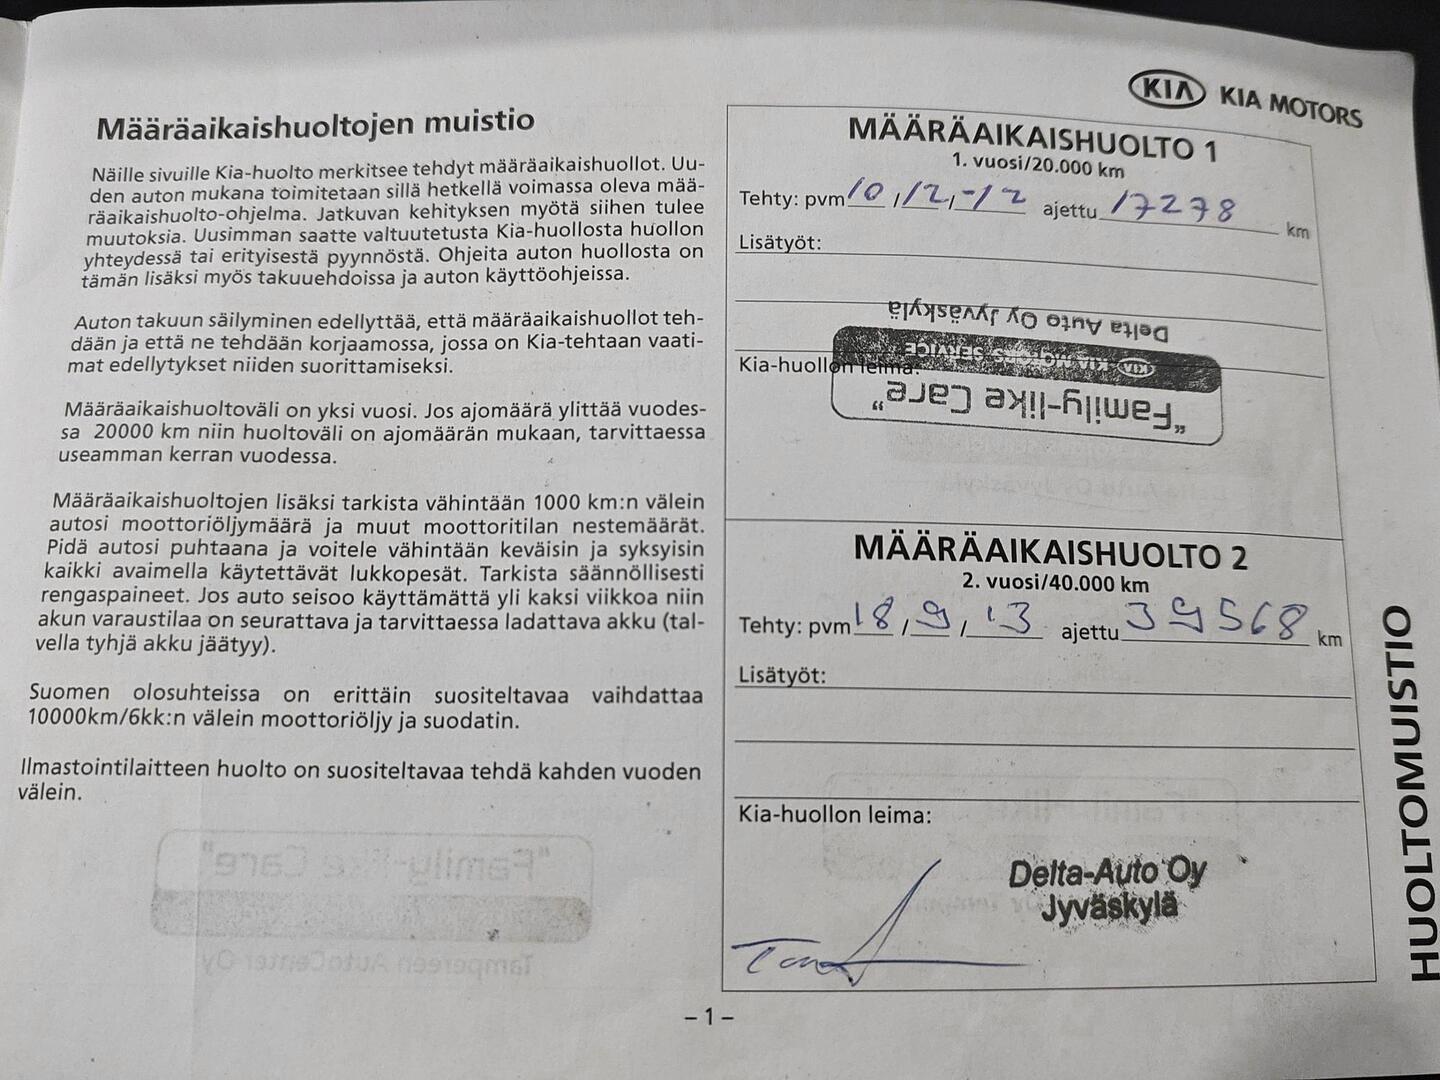 Määräaikaishuoltojen muistio
Näille sivuille Kia-huolto merkitsee tehdyt määräaikaishuollot. Uu-
den auton mukana toimitetaan sillä hetkellä voimassa oleva mää-
räaikaishuolto-ohjelma. Jatkuvan kehityksen myötä siihen tulee
muutoksia. Uusimman saatte valtuutetusta Kia-huollosta huollon
yhteydessä tai erityisestä pyynnöstä. Ohjeita auton huollosta on
tämän lisäksi myös takuuehdoissa ja auton käyttöohjeissa.
Auton takuun säilyminen edellyttää, että määräaikaishuollot teh-
dään ja että ne tehdään korjaamossa, jossa on Kia-tehtaan vaati-
mat edellytykset niiden suorittamiseksi.
Määräaikaishuoltoväli on yksi vuosi. Jos ajomäärä ylittää vuodes-
sa 20000 km niin huoltoväli on ajomäärän mukaan, tarvittaessa
useamman kerran vuodessa.
Määräaikaishuoltojen lisäksi tarkista vähintään 1000 km:n välein
autosi moottoriöljymäärä ja muut moottoritilan nestemäärät.
Pidä autosi puhtaana ja voitele vähintään keväisin ja syksyisin
kaikki avaimella käytettävät lukkopesät. Tarkista säännöllisesti
rengaspaineet. Jos auto seisoo käyttämättä yli kaksi viikkoa niin
akun varaustilaa on seurattava ja tarvittaessa ladattava akku (tal-
vella tyhjä akku jäätyy).
Suomen olosuhteissa on erittäin suositeltavaa vaihdattaa
10000km/6kk:n välein moottoriöljy ja suodatin.
Ilmastointilaitteen huolto on suositeltavaa tehdä kahden vuoden
välein.
"Family-like Care"
Tampereen AutoCenter Oy
KIA KIA MOTORS
MÄÄRÄAIKAISHUOLTO 1
1. vuosi/20.000 km
Tehty: pvm 10 / 12 / -12 ajettu 17278 km
Lisätyöt:
Kia-huollon leima:
"Family-like Care"
KIA KIA MOTORS SERVICE
Delta Auto Oy Jyväskylä
MÄÄRÄAIKAISHUOLTO 2
2. vuosi/40.000 km
Tehty: pvm 18 / 9 / 13 ajettu 39568 km
Lisätyöt:
Kia-huollon leima:
Delta-Auto Oy
Jyväskylä
HUOLTOMUISTIO
– 1 –